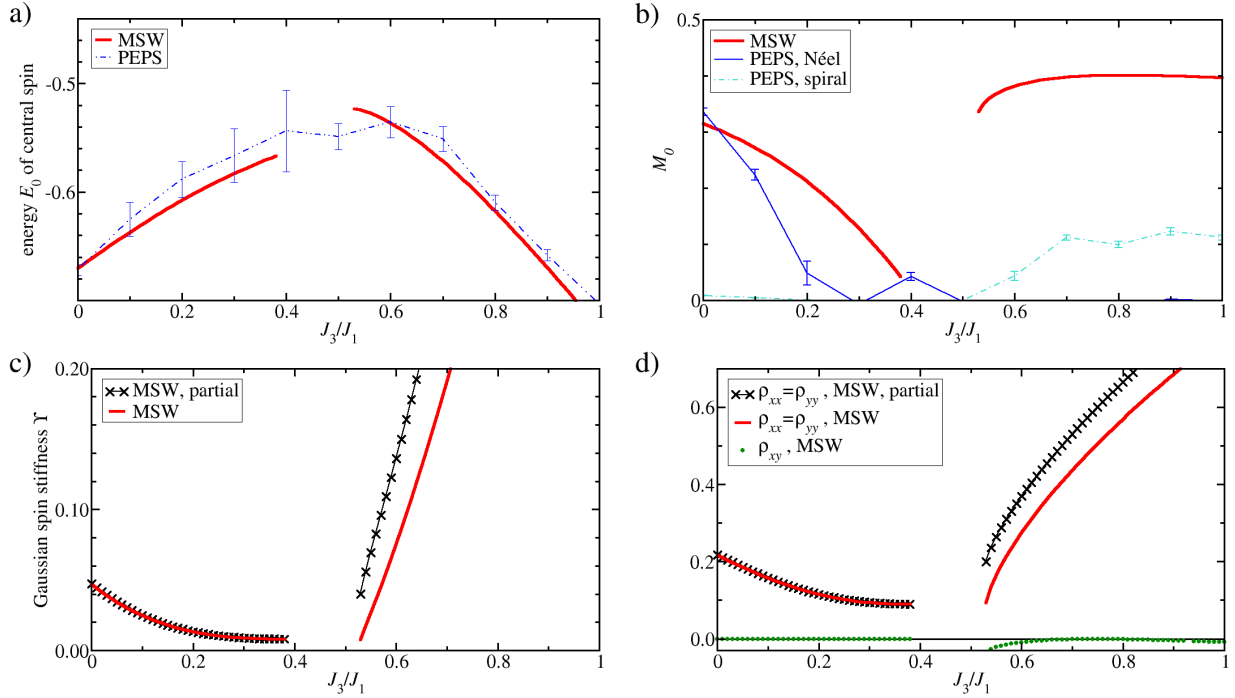 a)
MSW
PEPS
energy E₀ of central spin
-0.5
-0.6
0 0.2 0.4 0.6 0.8 1
J₃/J₁
b)
MSW
PEPS, Néel
PEPS, spiral
M₀
0.5
0
0 0.2 0.4 0.6 0.8 1
J₃/J₁
c)
MSW, partial
MSW
Gaussian spin stiffness ϒ
0.20
0.10
0.00
0 0.2 0.4 0.6 0.8 1
J₃/J₁
d)
ρxx=ρyy , MSW, partial
ρxx=ρyy , MSW
ρxy , MSW
0.6
0.4
0.2
0.0
0 0.2 0.4 0.6 0.8 1
J₃/J₁